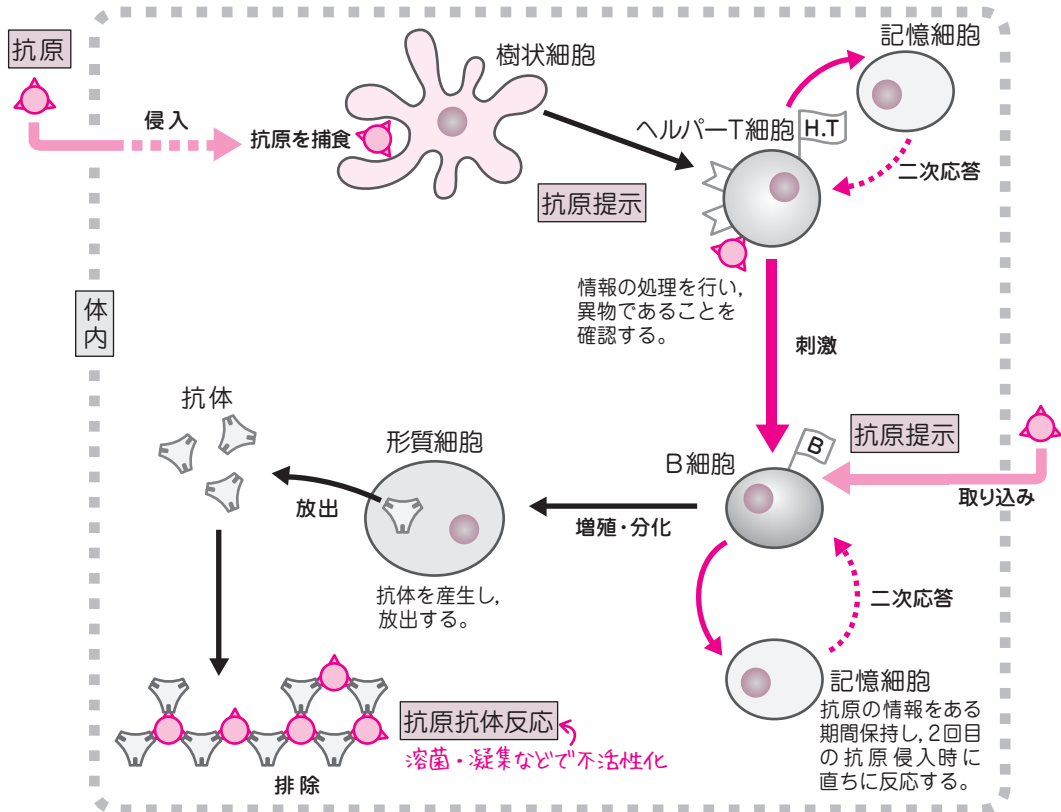 抗原
侵入
抗原を捕食
樹状細胞
抗原提示
ヘルパーT細胞
H.T
記憶細胞
二次応答
情報の処理を行い,
異物であることを
確認する。
刺激
体内
抗原提示
取り込み
B細胞
B
増殖・分化
形質細胞
抗体を産生し,
放出する。
放出
抗体
二次応答
記憶細胞
抗原の情報をある
期間保持し,2回目
の抗原侵入時に
直ちに反応する。
抗原抗体反応
溶菌・凝集などで不活性化
排除